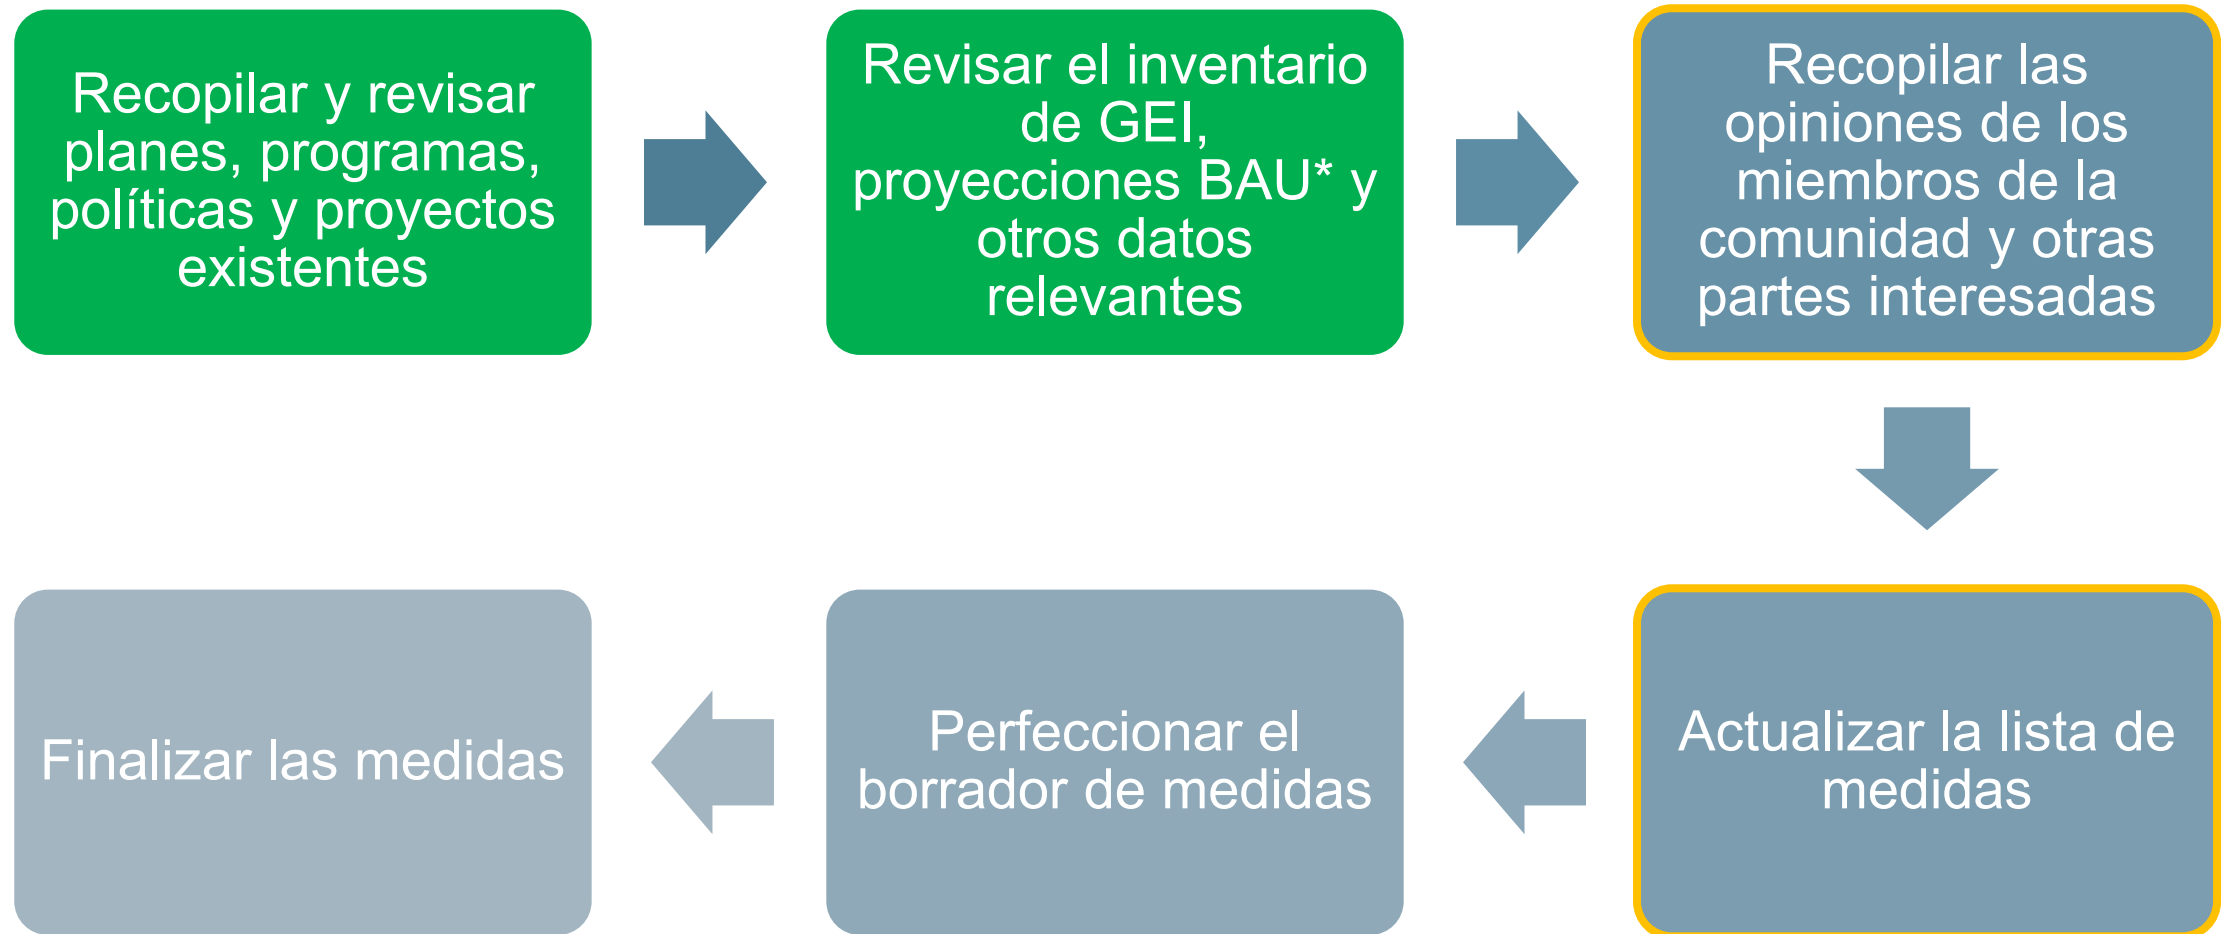 Recopilar y revisar
planes, programas,
políticas y proyectos
existentes
Revisar el inventario
de GEI,
proyecciones BAU* y
otros datos
relevantes
Recopilar las
opiniones de los
miembros de la
comunidad y otras
partes interesadas
Actualizar la lista de
medidas
Perfeccionar el
borrador de medidas
Finalizar las medidas